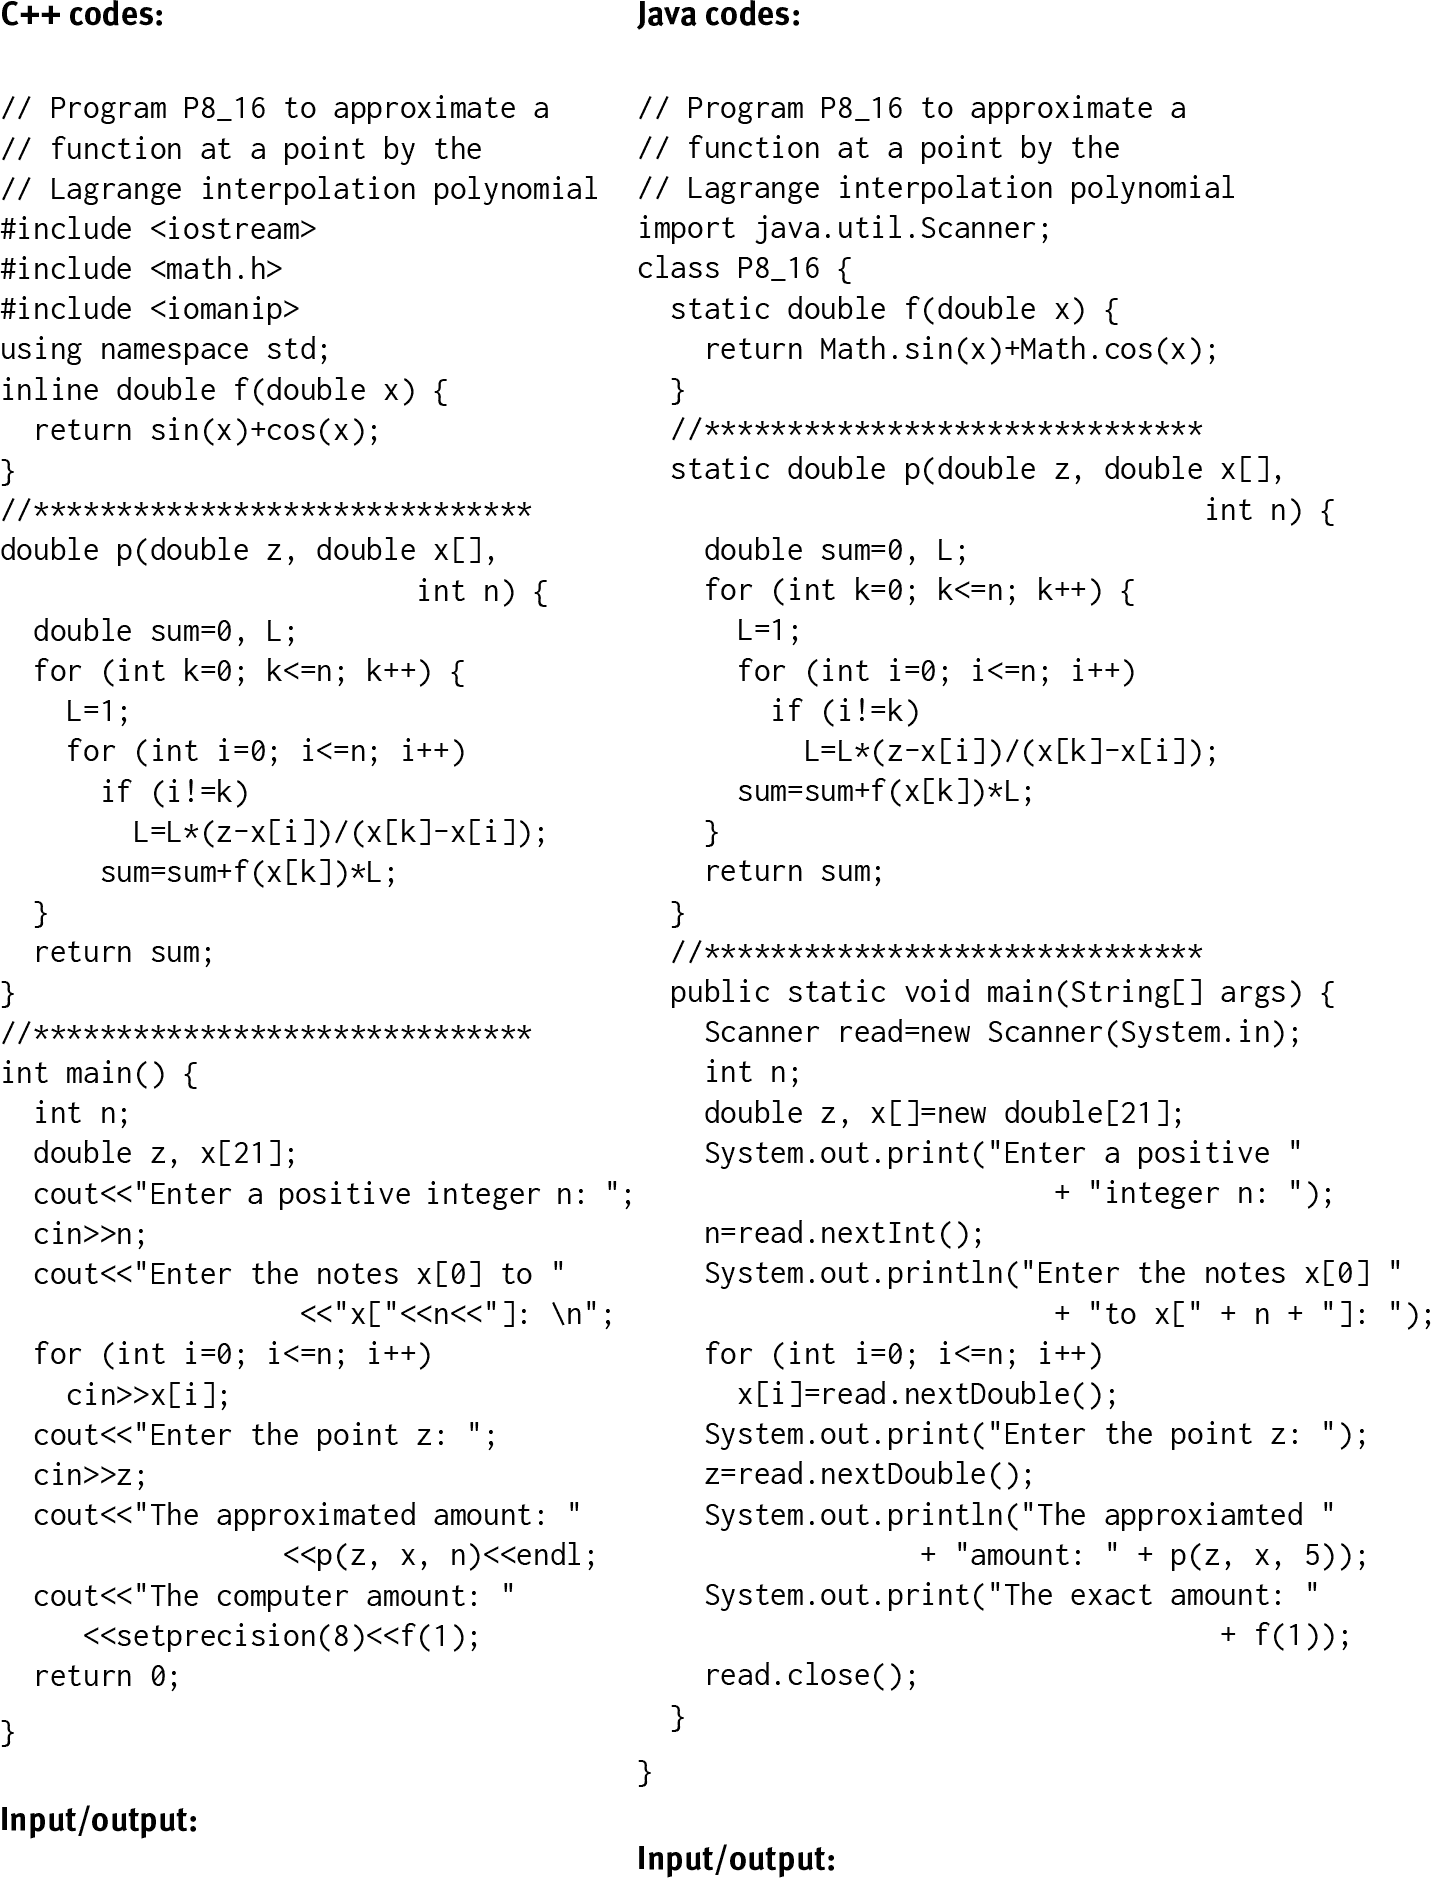 C++ codes:
// Program P8_16 to approximate a
// function at a point by the
// Lagrange interpolation polynomial
#include <iostream>
#include <math.h>
#include <iomanip>
using namespace std;
inline double f(double x) {
  return sin(x)+cos(x);
}
//******************************
double p(double z, double x[],
                         int n) {
  double sum=0, L;
  for (int k=0; k<=n; k++) {
    L=1;
    for (int i=0; i<=n; i++)
      if (i!=k)
        L=L*(z-x[i])/(x[k]-x[i]);
      sum=sum+f(x[k])*L;
  }
  return sum;
}
//******************************
int main() {
  int n;
  double z, x[21];
  cout<<"Enter a positive integer n: ";
  cin>>n;
  cout<<"Enter the notes x[0] to "
                  <<"x["<<n<<"]: \n";
  for (int i=0; i<=n; i++)
    cin>>x[i];
  cout<<"Enter the point z: ";
  cin>>z;
  cout<<"The approximated amount: "
                 <<p(z, x, n)<<endl;
  cout<<"The computer amount: "
     <<setprecision(8)<<f(1);
  return 0;
}
Input/output:
Java codes:
// Program P8_16 to approximate a
// function at a point by the
// Lagrange interpolation polynomial
import java.util.Scanner;
class P8_16 {
  static double f(double x) {
    return Math.sin(x)+Math.cos(x);
  }
  //******************************
  static double p(double z, double x[],
                                  int n) {
    double sum=0, L;
    for (int k=0; k<=n; k++) {
      L=1;
      for (int i=0; i<=n; i++)
        if (i!=k)
          L=L*(z-x[i])/(x[k]-x[i]);
      sum=sum+f(x[k])*L;
    }
    return sum;
  }
  //******************************
  public static void main(String[] args) {
    Scanner read=new Scanner(System.in);
    int n;
    double z, x[]=new double[21];
    System.out.print("Enter a positive "
                         + "integer n: ");
    n=read.nextInt();
    System.out.println("Enter the notes x[0] "
                         + "to x[" + n + "]: ");
    for (int i=0; i<=n; i++)
      x[i]=read.nextDouble();
    System.out.print("Enter the point z: ");
    z=read.nextDouble();
    System.out.println("The approxiamted "
                 + "amount: " + p(z, x, 5));
    System.out.print("The exact amount: "
                                   + f(1));
    read.close();
  }
}
Input/output: